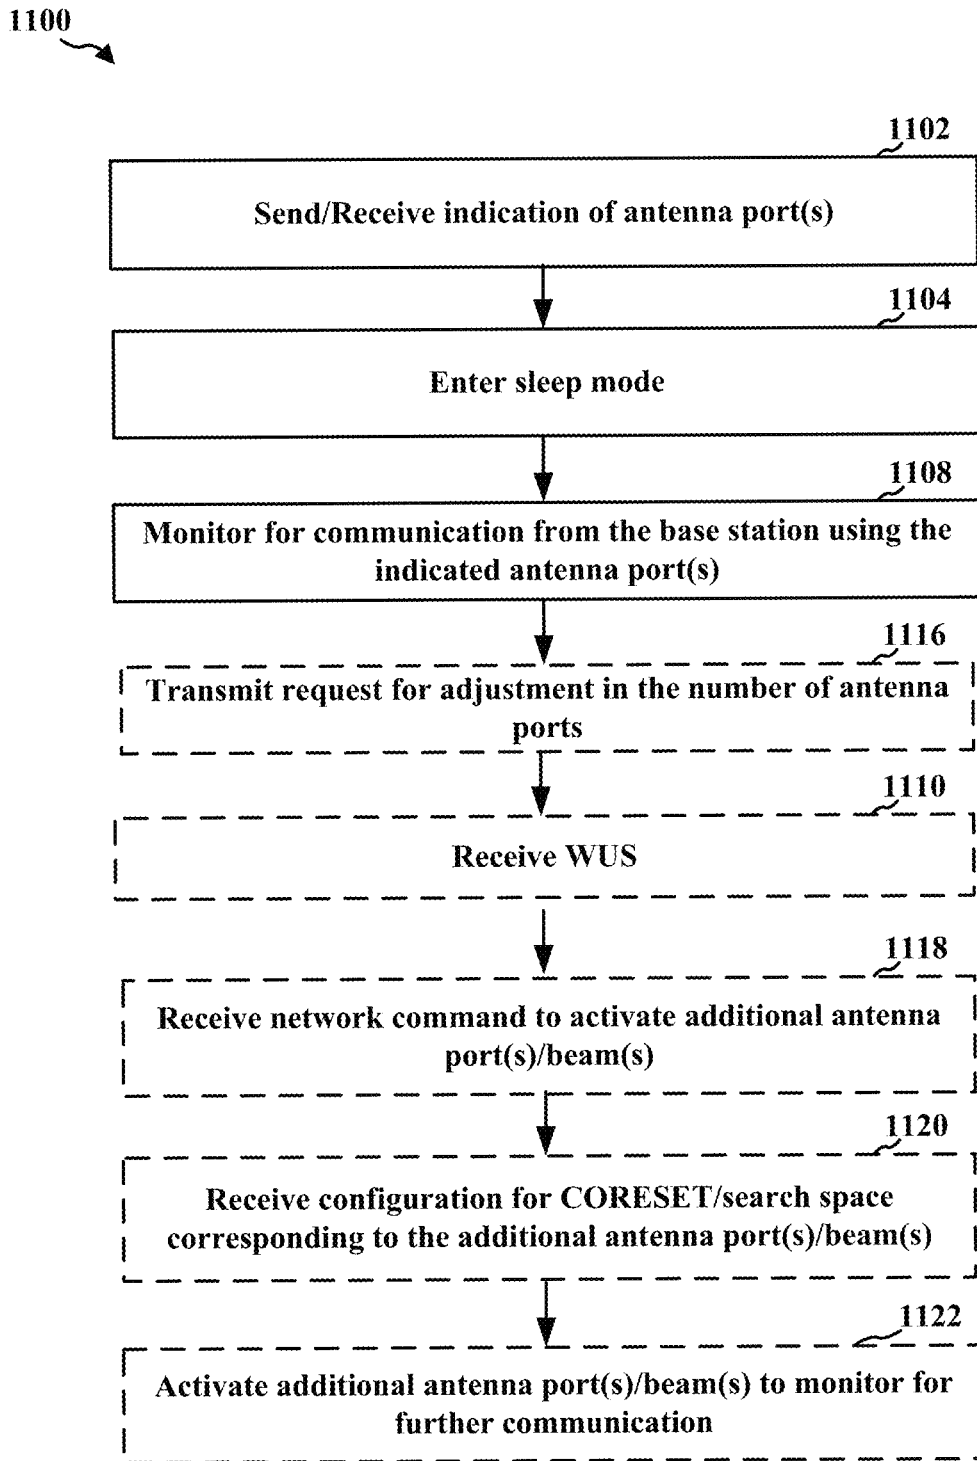 1100
1102
Send/Receive indication of antenna port(s)
1104
Enter sleep mode
1108
Monitor for communication from the base station using the
indicated antenna port(s)
1116
Transmit request for adjustment in the number of antenna
ports
1110
Receive WUS
1118
Receive network command to activate additional antenna
port(s)/beam(s)
1120
Receive configuration for CORESET/search space
corresponding to the additional antenna port(s)/beam(s)
1122
Activate additional antenna port(s)/beam(s) to monitor for
further communication